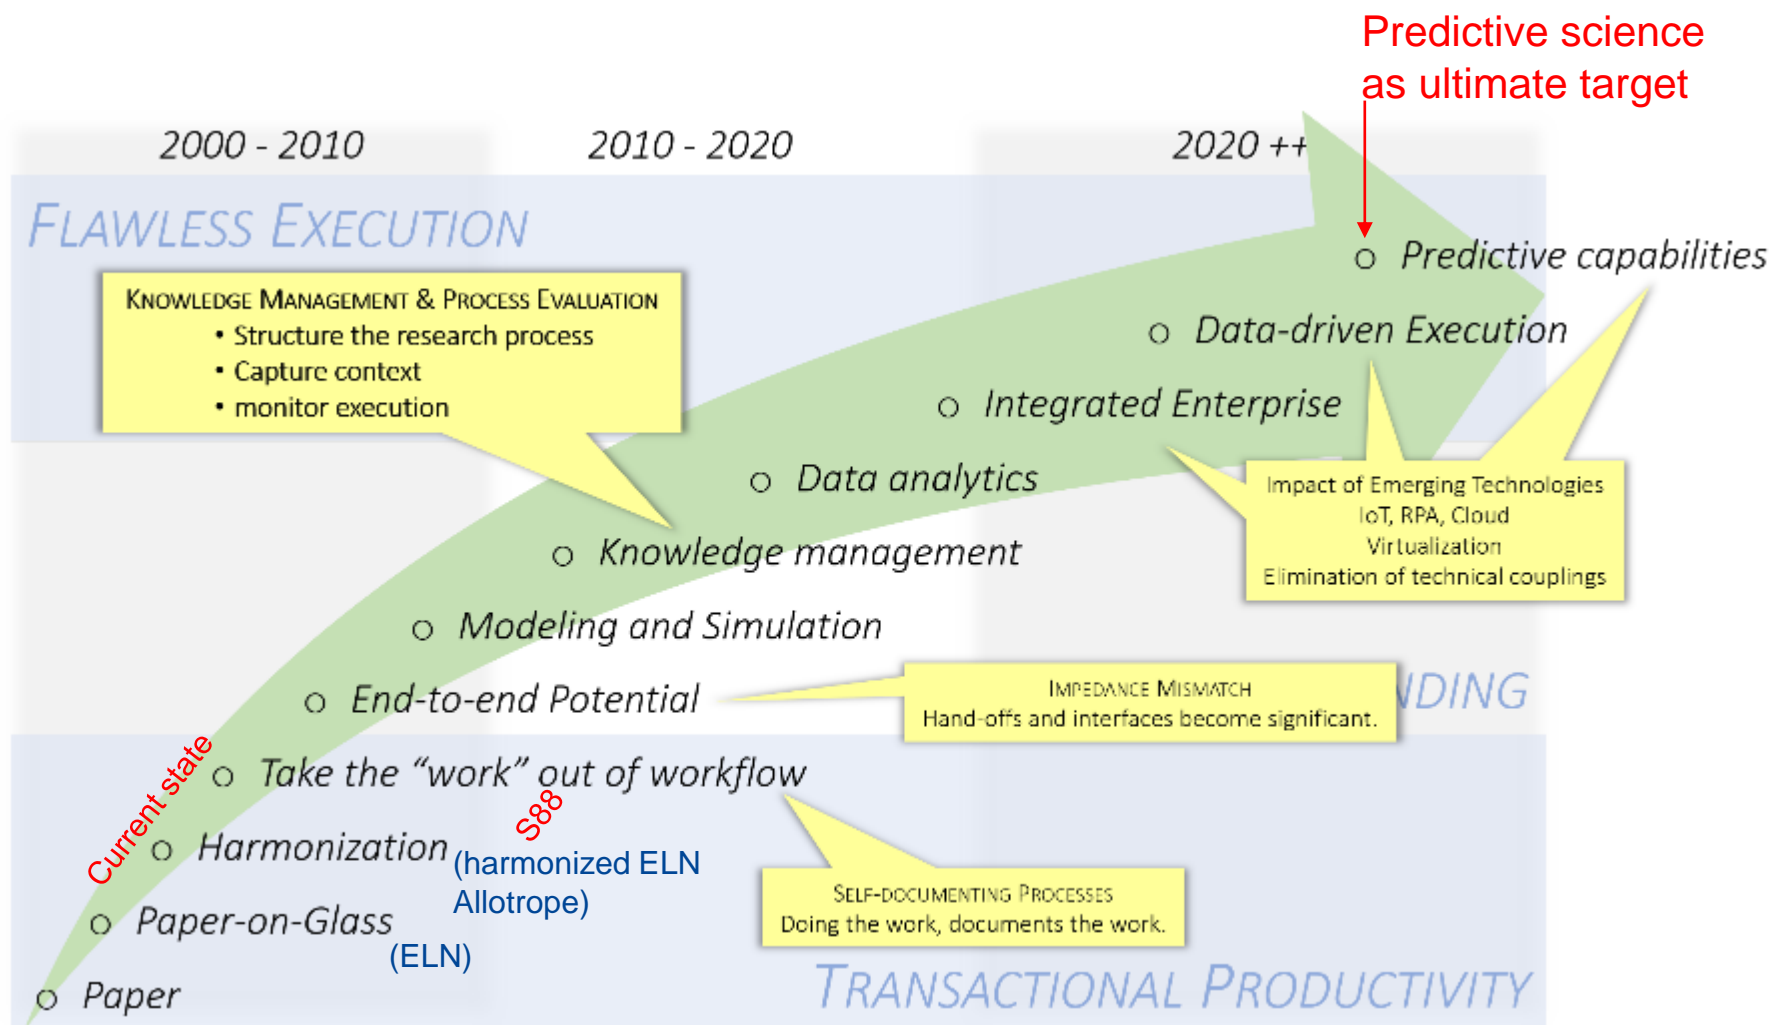 Predictive science
as ultimate target
2000 - 2010
2010 - 2020
2020 ++
FLAWLESS EXECUTION
○ Predictive capabilities
KNOWLEDGE MANAGEMENT & PROCESS EVALUATION
• Structure the research process
• Capture context
• monitor execution
○ Data-driven Execution
○ Integrated Enterprise
○ Data analytics
Impact of Emerging Technologies
IoT, RPA, Cloud
Virtualization
Elimination of technical couplings
○ Knowledge management
○ Modeling and Simulation
○ End-to-end Potential
IMPEDANCE MISMATCH
Hand-offs and interfaces become significant.
NDING
Current state
○ Take the “work” out of workflow
S88
○ Harmonization
(harmonized ELN
Allotrope)
SELF-DOCUMENTING PROCESSES
Doing the work, documents the work.
○ Paper-on-Glass
(ELN)
○ Paper
TRANSACTIONAL PRODUCTIVITY